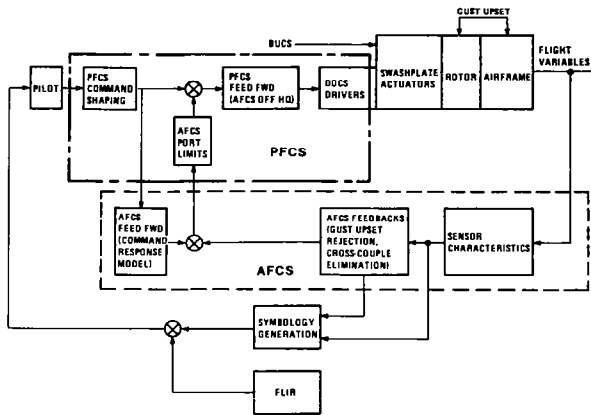 GUST UPSET
BUCS
FLIGHT
VARIABLES
PILOT
PFCS
COMMAND
SHAPING
PFCS
FEED FWD
(AFCS OFF HQ)
DOCS
DRIVERS
SWASHPLATE
ACTUATORS
ROTOR
AIRFRAME
AFCS
PORT
LIMITS
PFCS
AFCS
FEED FWD
(COMMAND
RESPONSE
MODEL)
AFCS FEEDBACKS
(GUST UPSET
REJECTION,
CROSS-COUPLE
ELIMINATION)
SENSOR
CHARACTERISTICS
AFCS
SYMBOLOGY
GENERATION
FLIR